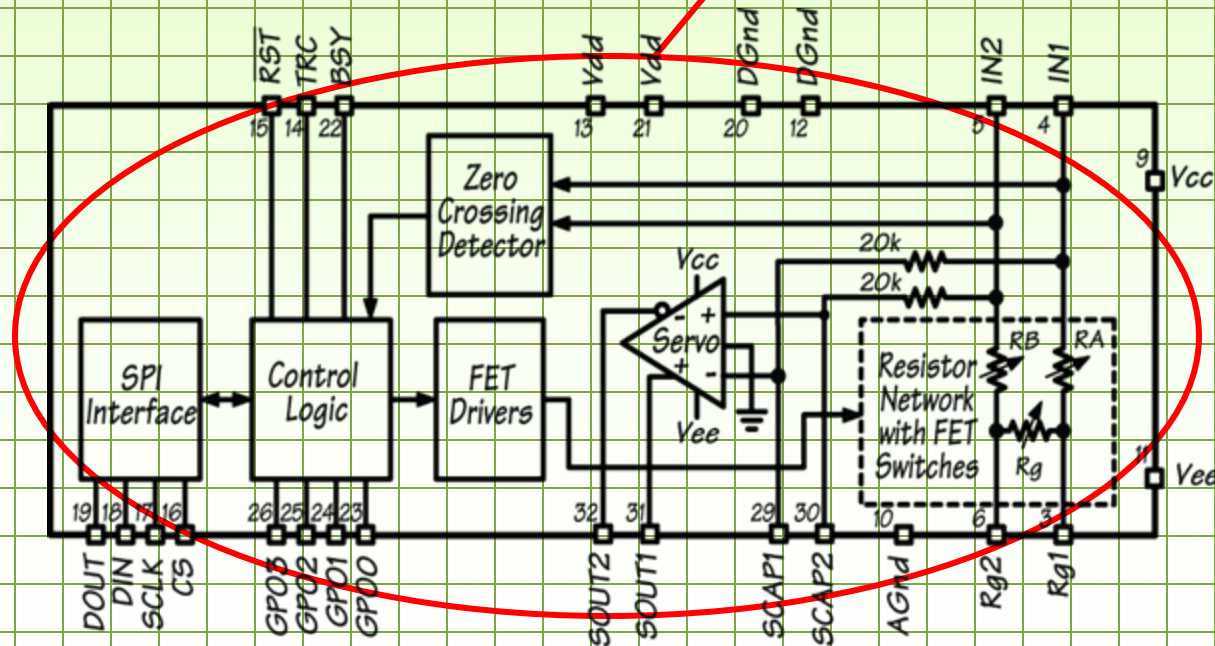 RST
TRC
BSY
Vdd
Vdd
DGnd
DGnd
IN2
IN1
15
14
22
13
21
20
12
5
4
9
Vcc
Zero
Crossing
Detector
20k
20k
Vcc
- +
Servo
+ -
Vee
SPI
Interface
Control
Logic
FET
Drivers
Resistor
Network
with FET
Switches
RB
RA
Rg
11
Vee
19
18
17
16
26
25
24
23
32
31
29
30
10
6
3
DOUT
DIN
SCLK
CS
GPO3
GPO2
GPO1
GPO0
SOUT2
SOUT1
SCAP1
SCAP2
AGnd
Rg2
Rg1